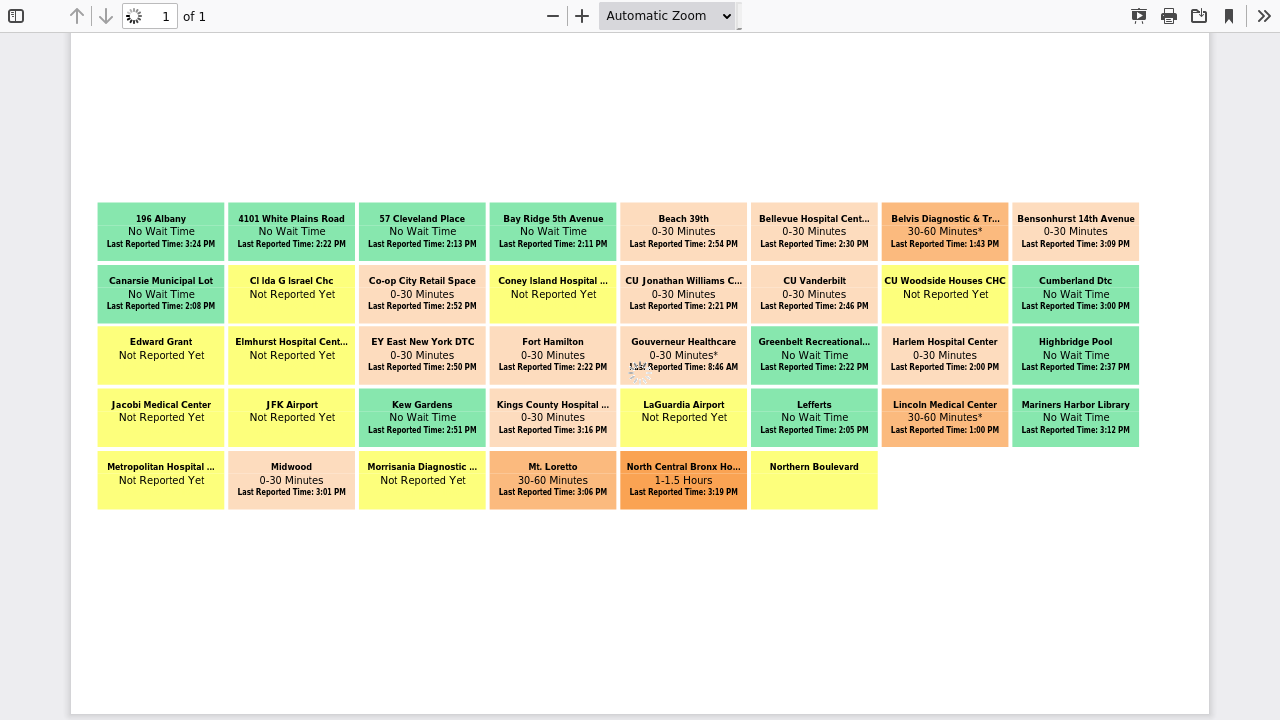 1 of 1 Automatic Zoom
196 Albany
No Wait Time
Last Reported Time: 3:24 PM
4101 White Plains Road
No Wait Time
Last Reported Time: 2:22 PM
57 Cleveland Place
No Wait Time
Last Reported Time: 2:13 PM
Bay Ridge 5th Avenue
No Wait Time
Last Reported Time: 2:11 PM
Beach 39th
0-30 Minutes
Last Reported Time: 2:54 PM
Bellevue Hospital Cent...
0-30 Minutes
Last Reported Time: 2:30 PM
Belvis Diagnostic & Tr...
30-60 Minutes*
Last Reported Time: 1:43 PM
Bensonhurst 14th Avenue
0-30 Minutes
Last Reported Time: 3:09 PM
Canarsie Municipal Lot
No Wait Time
Last Reported Time: 2:08 PM
CI Ida G Israel Chc
Not Reported Yet
Co-op City Retail Space
0-30 Minutes
Last Reported Time: 2:52 PM
Coney Island Hospital ...
Not Reported Yet
CU Jonathan Williams C...
0-30 Minutes
Last Reported Time: 2:21 PM
CU Vanderbilt
0-30 Minutes
Last Reported Time: 2:46 PM
CU Woodside Houses CHC
Not Reported Yet
Cumberland Dtc
No Wait Time
Last Reported Time: 3:00 PM
Edward Grant
Not Reported Yet
Elmhurst Hospital Cent...
Not Reported Yet
EY East New York DTC
0-30 Minutes
Last Reported Time: 2:50 PM
Fort Hamilton
0-30 Minutes
Last Reported Time: 2:22 PM
Gouverneur Healthcare
0-30 Minutes*
Reported Time: 8:46 AM
Greenbelt Recreational...
No Wait Time
Last Reported Time: 2:22 PM
Harlem Hospital Center
0-30 Minutes
Last Reported Time: 2:00 PM
Highbridge Pool
No Wait Time
Last Reported Time: 2:37 PM
Jacobi Medical Center
Not Reported Yet
JFK Airport
Not Reported Yet
Kew Gardens
No Wait Time
Last Reported Time: 2:51 PM
Kings County Hospital ...
0-30 Minutes
Last Reported Time: 3:16 PM
LaGuardia Airport
Not Reported Yet
Lefferts
No Wait Time
Last Reported Time: 2:05 PM
Lincoln Medical Center
30-60 Minutes*
Last Reported Time: 1:00 PM
Mariners Harbor Library
No Wait Time
Last Reported Time: 3:12 PM
Metropolitan Hospital ...
Not Reported Yet
Midwood
0-30 Minutes
Last Reported Time: 3:01 PM
Morrisania Diagnostic ...
Not Reported Yet
Mt. Loretto
30-60 Minutes
Last Reported Time: 3:06 PM
North Central Bronx Ho...
1-1.5 Hours
Last Reported Time: 3:19 PM
Northern Boulevard